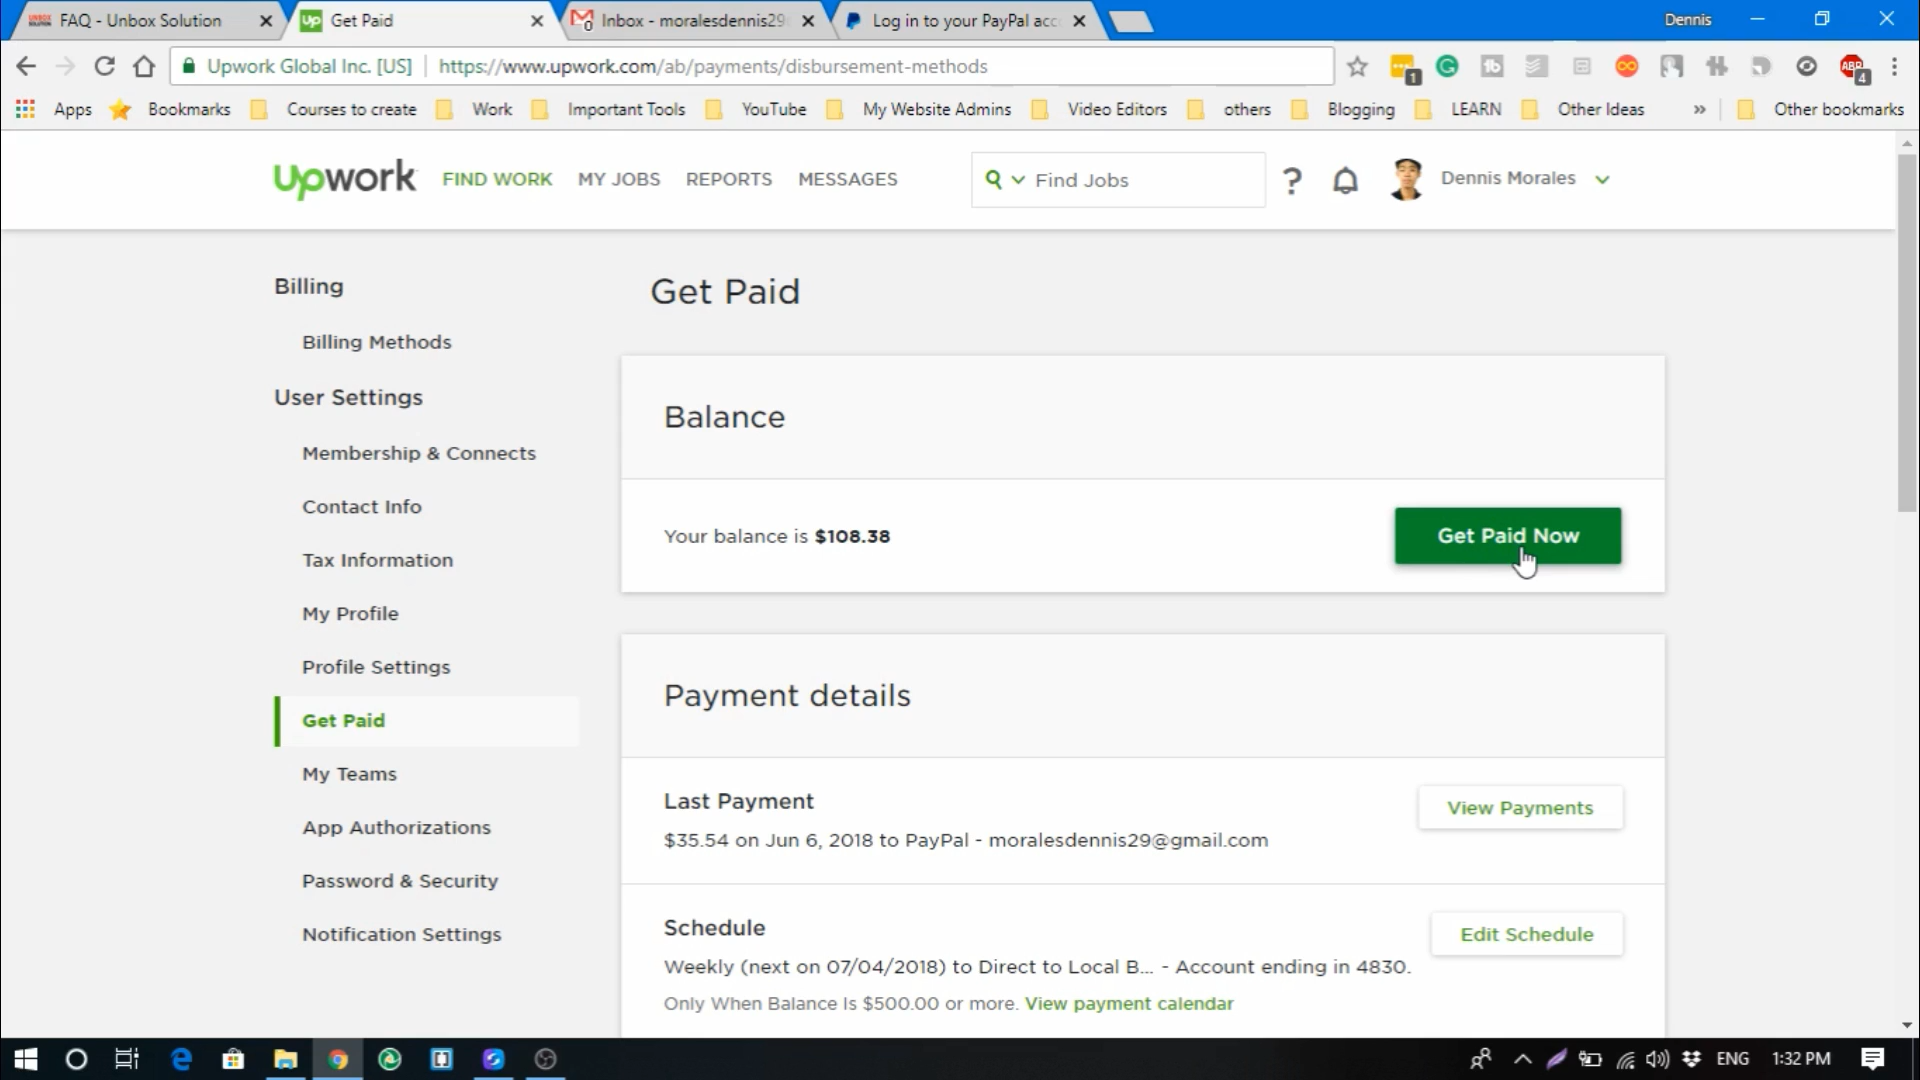 FAQ - Unbox Solution
Get Paid
Inbox - moralesdennis29
Log in to your PayPal acc
Dennis
Upwork Global Inc. [US] https://www.upwork.com/ab/payments/disbursement-methods
1
ABP
4
Apps Bookmarks Courses to create Work Important Tools YouTube My Website Admins Video Editors others Blogging LEARN Other Ideas » Other bookmarks
Upwork FIND WORK MY JOBS REPORTS MESSAGES Find Jobs ? Dennis Morales
Billing
Billing Methods
User Settings
Membership & Connects
Contact Info
Tax Information
My Profile
Profile Settings
Get Paid
My Teams
App Authorizations
Password & Security
Notification Settings
Get Paid
Balance
Your balance is $108.38
Get Paid Now
Payment details
Last Payment
$35.54 on Jun 6, 2018 to PayPal - moralesdennis29@gmail.com
View Payments
Schedule
Weekly (next on 07/04/2018) to Direct to Local B... - Account ending in 4830.
Only When Balance Is $500.00 or more. View payment calendar
Edit Schedule
ENG 1:32 PM